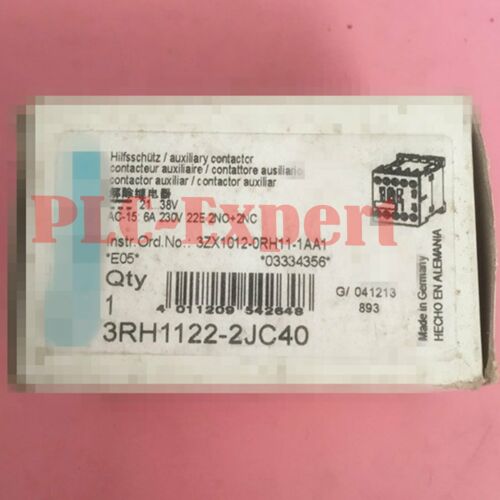 Hilfsschütz / auxiliary contactor
contacteur auxiliaire / contattore ausiliario
contactor auxiliar / contactor auxiliar
21...38V
AC-15: 6A 230V 22E 2NO+2NC
PLC-Expert
Instr.Ord.No.: 3ZX1012-0RH11-1AA1
*E05* *03334356*
Qty
1
4 011209 542648
G/ 041213
893
3RH1122-2JC40
Made in Germany
HECHO EN ALEMANIA